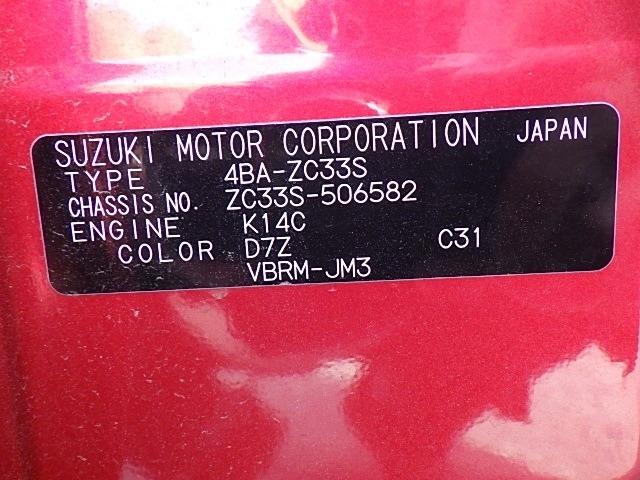 SUZUKI MOTOR CORPORATION JAPAN
TYPE 4BA-ZC33S
CHASSIS NO. ZC33S-506582
ENGINE K14C
COLOR D7Z C31
VBRM-JM3